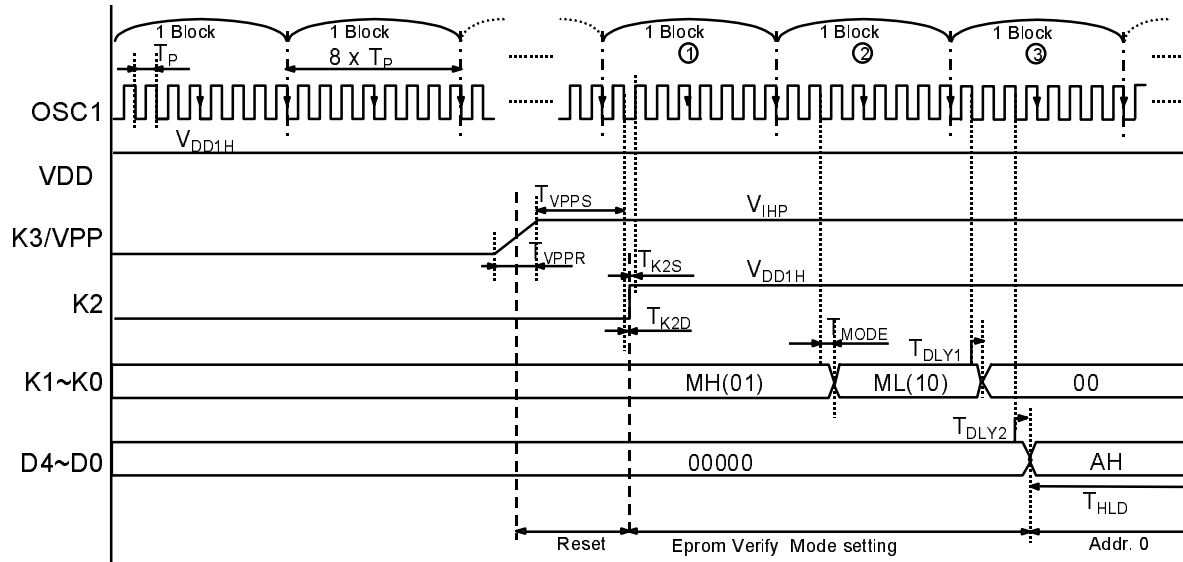 1 Block 1 Block 1 Block 1 Block 1 Block
① ② ③
TP 8 x TP
OSC1
VDD1H
VDD
TVPPS VIHP
K3/VPP
TVPPR TK2S VDD1H
K2
TK2D TMODE
TDLY1
K1~K0 MH(01) ML(10) 00
TDLY2
D4~D0 00000 AH
THLD
Reset Eprom Verify Mode setting Addr. 0